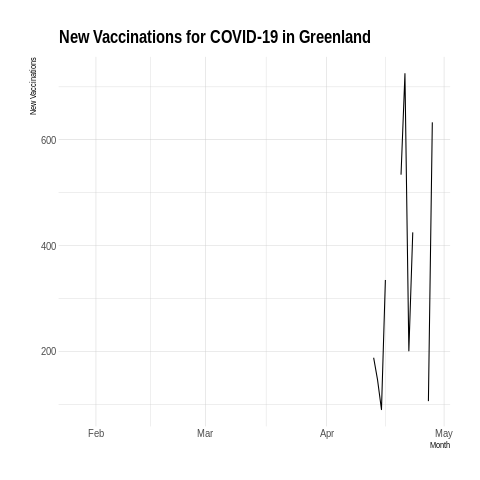 New Vaccinations for COVID-19 in Greenland
New Vaccinations
600
400
200
Feb
Mar
Apr
May
Month